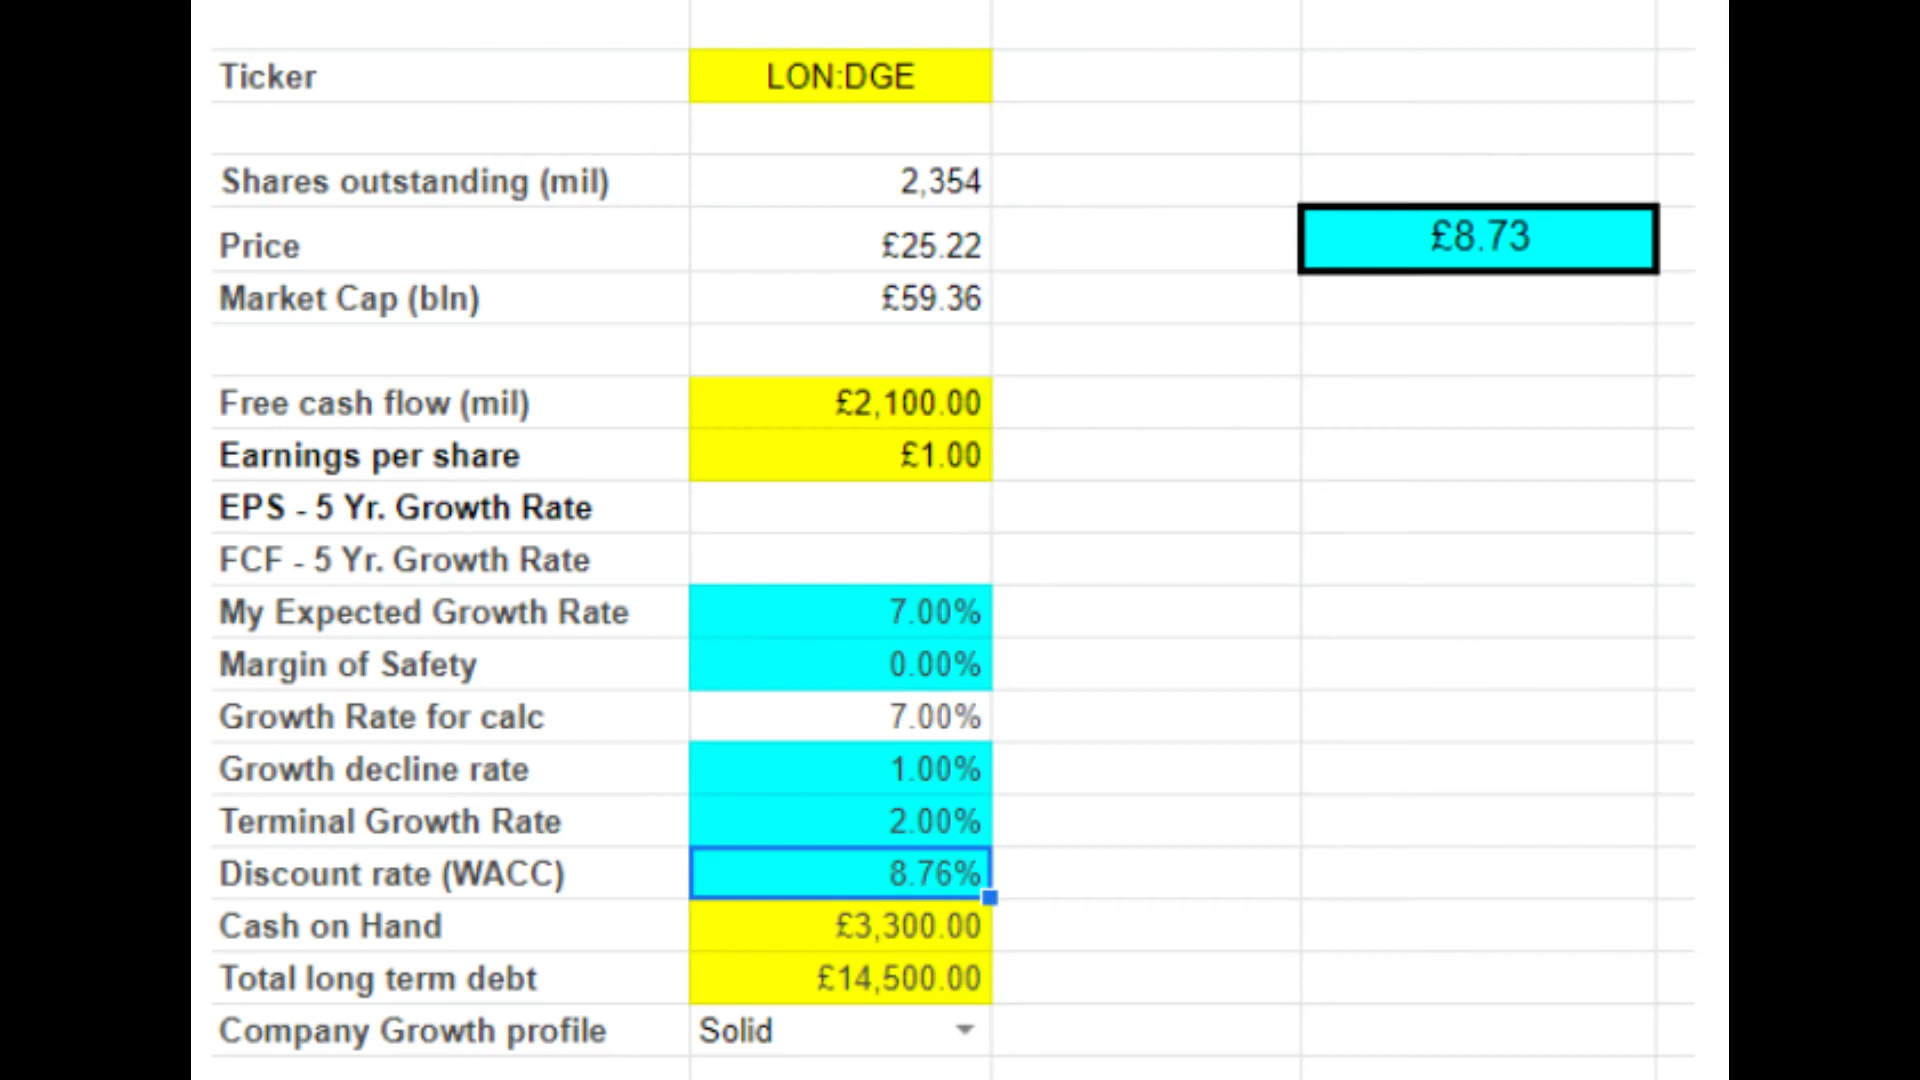 Ticker LON:DGE
Shares outstanding (mil) 2,354
£8.73
Price £25.22
Market Cap (bln) £59.36
Free cash flow (mil) £2,100.00
Earnings per share £1.00
EPS - 5 Yr. Growth Rate
FCF - 5 Yr. Growth Rate
My Expected Growth Rate 7.00%
Margin of Safety 0.00%
Growth Rate for calc 7.00%
Growth decline rate 1.00%
Terminal Growth Rate 2.00%
Discount rate (WACC) 8.76%
Cash on Hand £3,300.00
Total long term debt £14,500.00
Company Growth profile Solid